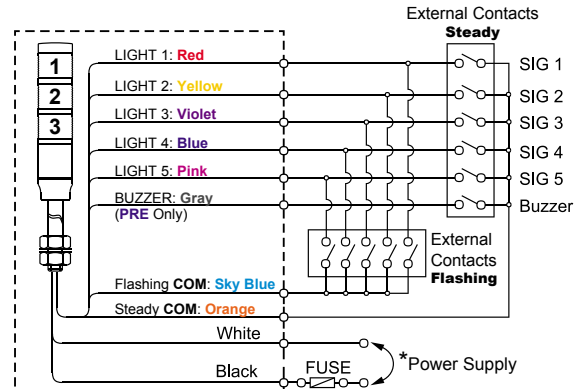 External Contacts
Steady
1
2
3
LIGHT 1: Red
SIG 1
LIGHT 2: Yellow
SIG 2
LIGHT 3: Violet
SIG 3
LIGHT 4: Blue
SIG 4
LIGHT 5: Pink
SIG 5
BUZZER: Gray
(PRE Only)
Buzzer
External
Contacts
Flashing
Flashing COM: Sky Blue
Steady COM: Orange
White
Black
FUSE
*Power Supply